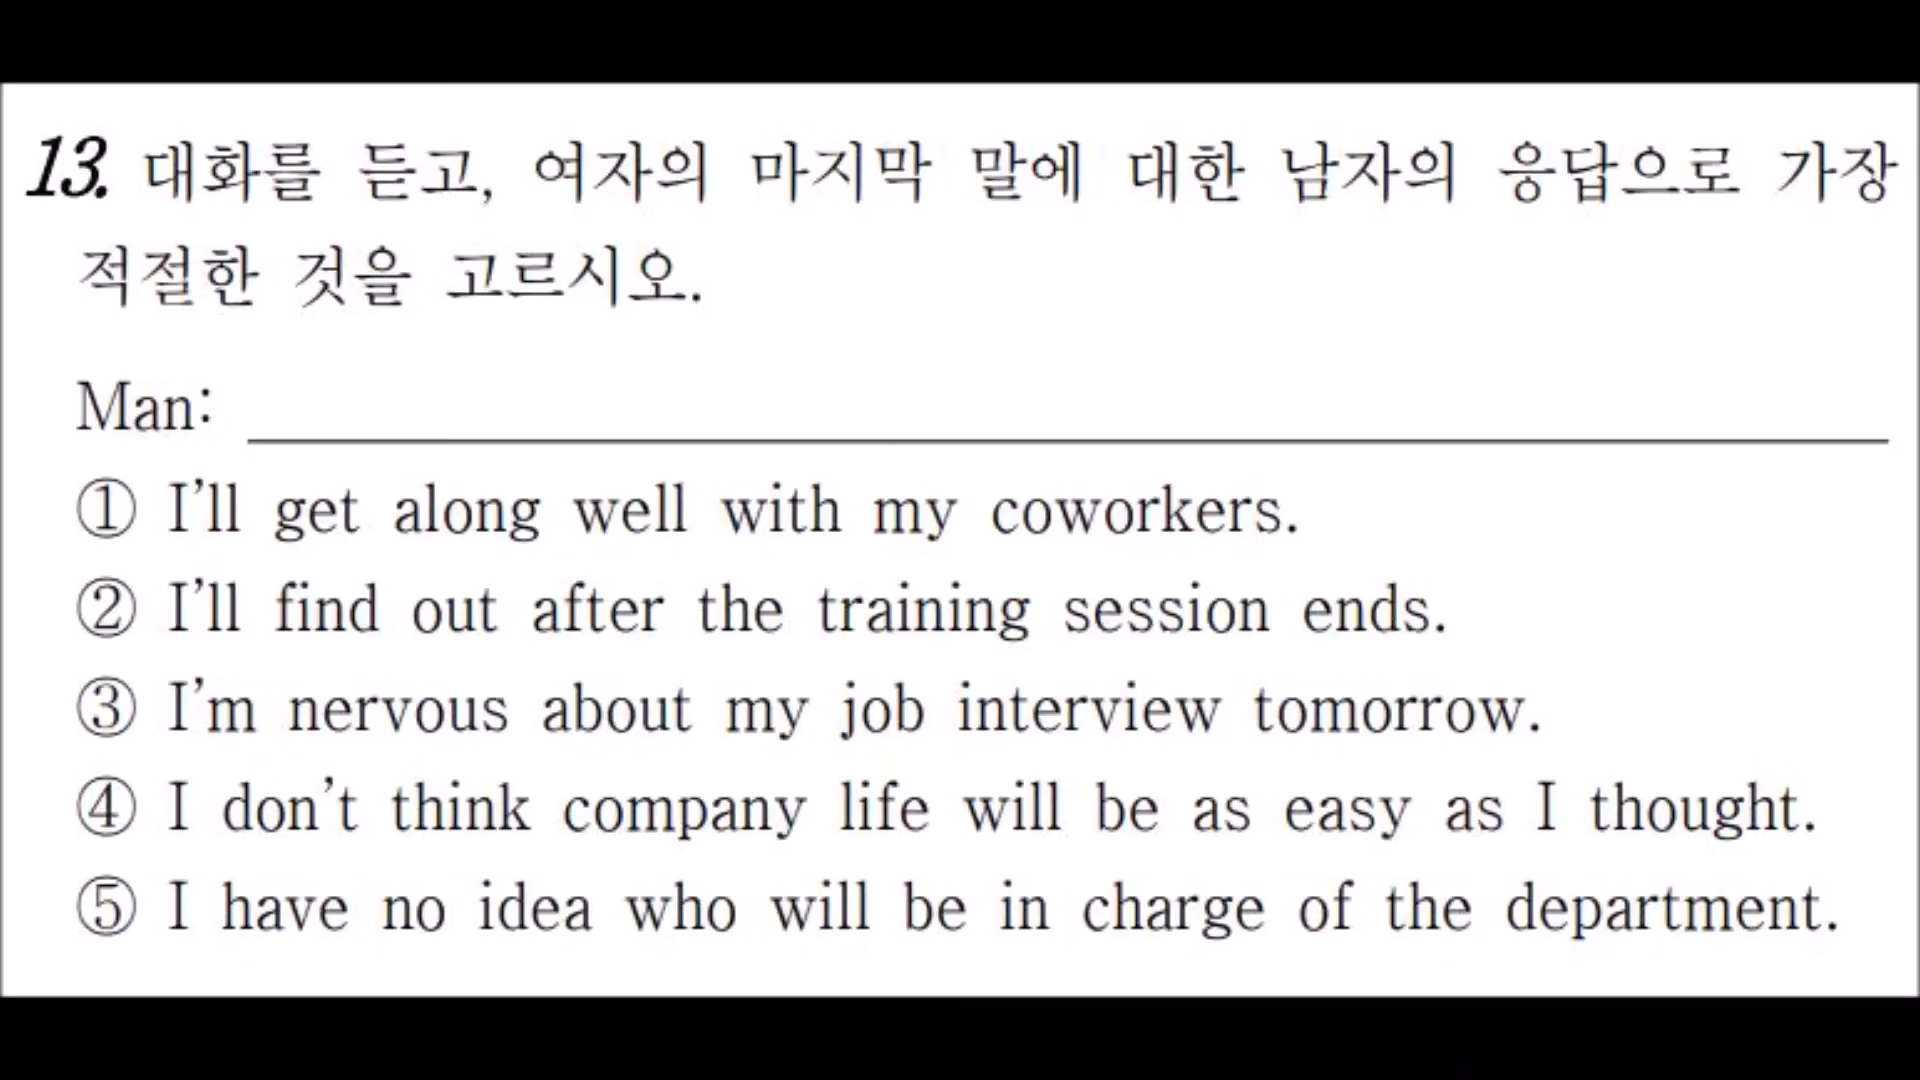 13. 대화를 듣고, 여자의 마지막 말에 대한 남자의 응답으로 가장
적절한 것을 고르시오.
Man:
① I’ll get along well with my coworkers.
② I’ll find out after the training session ends.
③ I’m nervous about my job interview tomorrow.
④ I don’t think company life will be as easy as I thought.
⑤ I have no idea who will be in charge of the department.